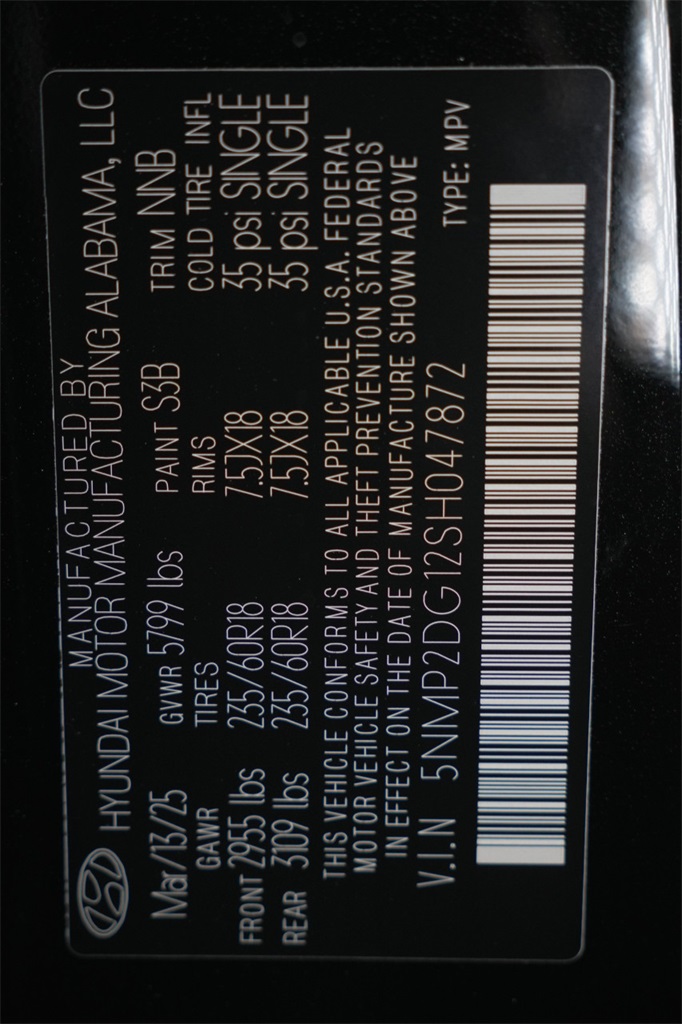 MANUFACTURED BY
HYUNDAI MOTOR MANUFACTURING ALABAMA, LLC
Mar/13/25 GVWR 5799 lbs PAINT S3B TRIM NNB
GAWR TIRES RIMS COLD TIRE INFL
FRONT 2955 lbs 235/60R18 7.5JX18 35 psi SINGLE
REAR 3109 lbs 235/60R18 7.5JX18 35 psi SINGLE
THIS VEHICLE CONFORMS TO ALL APPLICABLE U.S.A. FEDERAL
MOTOR VEHICLE SAFETY AND THEFT PREVENTION STANDARDS
IN EFFECT ON THE DATE OF MANUFACTURE SHOWN ABOVE
V.I.N 5NMP2DG12SH047872 TYPE: MPV